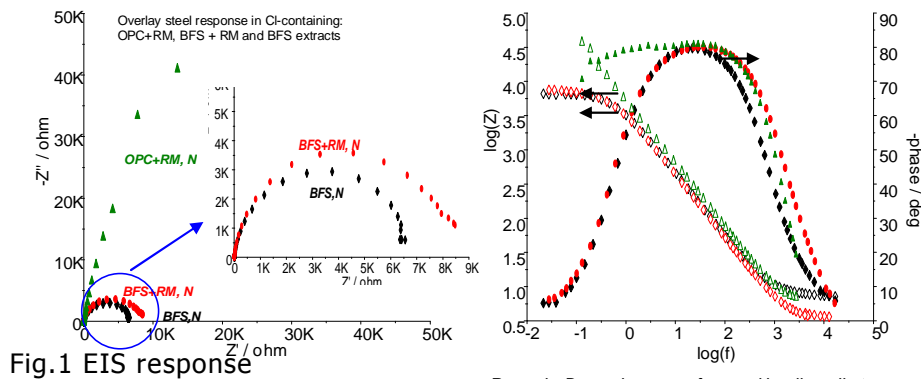 Overlay steel response in Cl-containing:
OPC+RM, BFS + RM and BFS extracts
50K
40K
30K
20K
10K
0
-Z" / ohm
OPC+RM, N
BFS+RM, N
BFS,N
0
10K
20K
30K
40K
50K
Z' / ohm
5K
4K
3K
2K
1K
0
BFS+RM, N
BFS,N
0
1K
2K
3K
4K
5K
6K
7K
8K
9K
Z' / ohm
Fig.1 EIS response
5.0
4.5
4.0
3.5
3.0
2.5
2.0
1.5
1.0
0.5
log(Z)
90
80
70
60
50
40
30
20
10
0
-phase / deg
-2
-1
0
1
2
3
4
5
log(f)